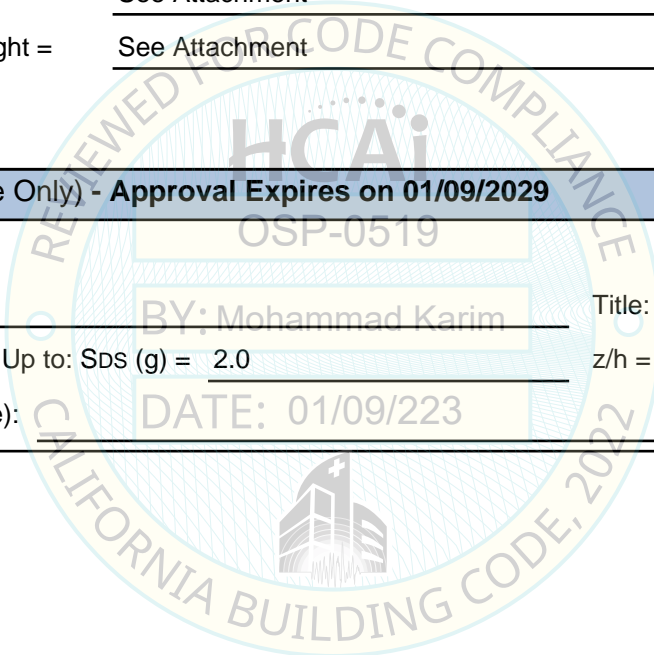 See Attachment
ght = See Attachment
REVIEWED FOR CODE COMPLIANCE
HCAi
e Only) - Approval Expires on 01/09/2029
OSP-0519
BY: Mohammad Karim
Title:
Up to: SDS (g) = 2.0
z/h =
DATE: 01/09/223
e):
CALIFORNIA BUILDING CODE, 2022